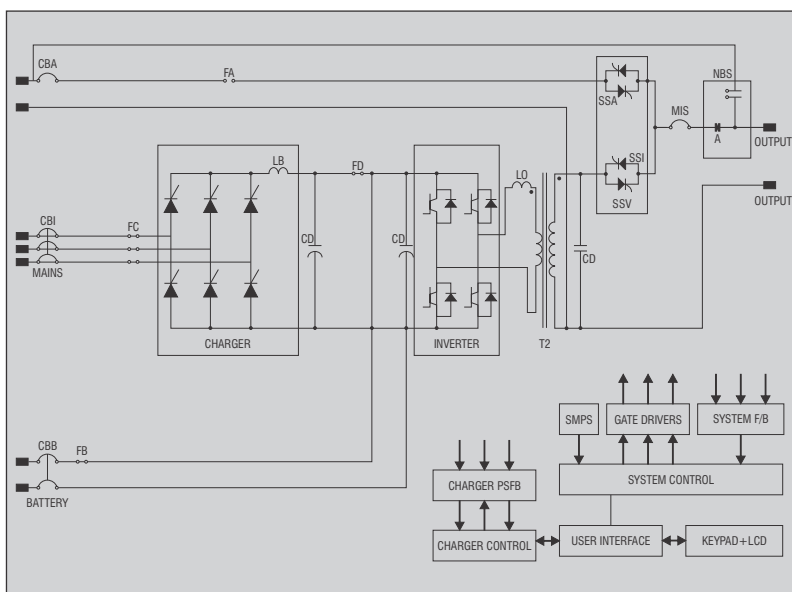 CBA
FA
NBS
SSA
MIS
A
OUTPUT
LB
FD
SSI
LO
SSV
OUTPUT
CBI
FC
CD
CD
CD
MAINS
CHARGER
INVERTER
T2
SMPS
GATE DRIVERS
SYSTEM F/B
CBB
FB
BATTERY
CHARGER PSFB
SYSTEM CONTROL
CHARGER CONTROL
USER INTERFACE
KEYPAD+LCD